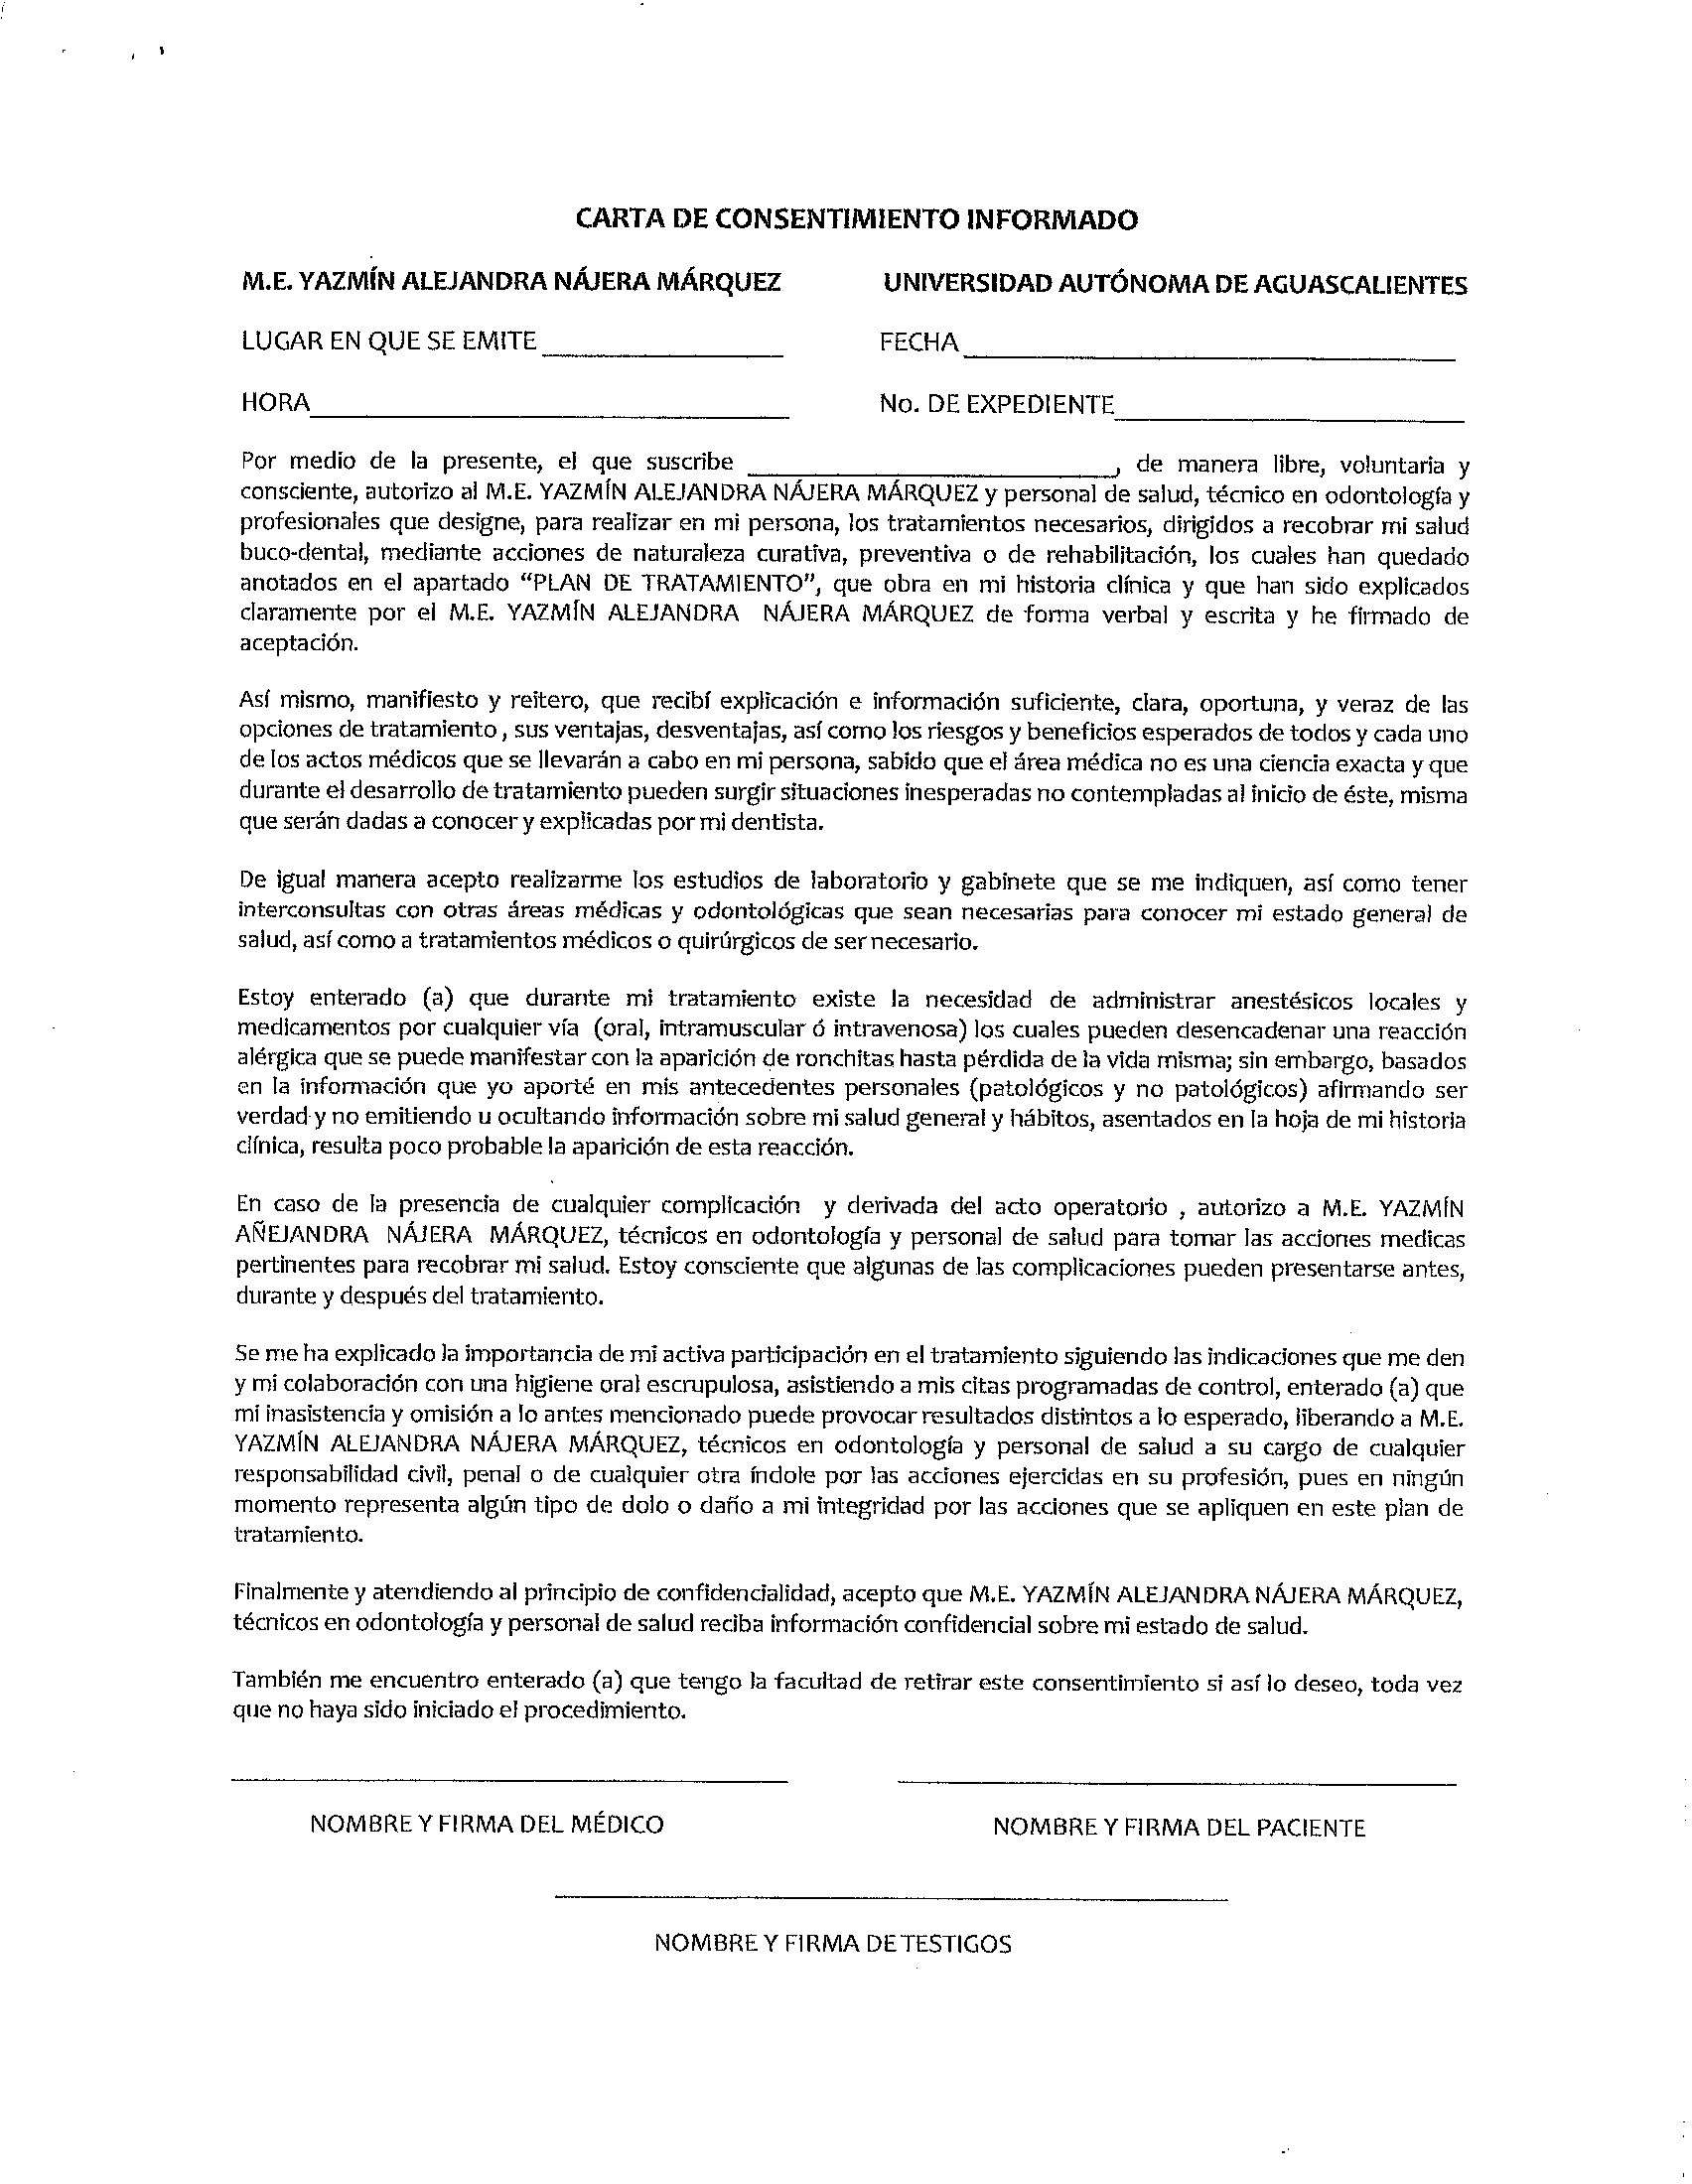 CARTA DE CONSENTIMIENTO INFORMADO
M.E. YAZMÍN ALEJANDRA NÁJERA MÁRQUEZ UNIVERSIDAD AUTÓNOMA DE AGUASCALIENTES
LUGAR EN QUE SE EMITE FECHA
HORA No. DE EXPEDIENTE
Por medio de la presente, el que suscribe , de manera libre, voluntaria y
consciente, autorizo al M.E. YAZMÍN ALEJANDRA NÁJERA MÁRQUEZ y personal de salud, técnico en odontología y
profesionales que designe, para realizar en mi persona, los tratamientos necesarios, dirigidos a recobrar mi salud
buco-dental, mediante acciones de naturaleza curativa, preventiva o de rehabilitación, los cuales han quedado
anotados en el apartado “PLAN DE TRATAMIENTO”, que obra en mi historia clínica y que han sido explicados
claramente por el M.E. YAZMÍN ALEJANDRA NÁJERA MÁRQUEZ de forma verbal y escrita y he firmado de
aceptación.
Así mismo, manifiesto y reitero, que recibí explicación e información suficiente, clara, oportuna, y veraz de las
opciones de tratamiento , sus ventajas, desventajas, así como los riesgos y beneficios esperados de todos y cada uno
de los actos médicos que se llevarán a cabo en mi persona, sabido que el área médica no es una ciencia exacta y que
durante el desarrollo de tratamiento pueden surgir situaciones inesperadas no contempladas al inicio de éste, misma
que serán dadas a conocer y explicadas por mi dentista.
De igual manera acepto realizarme los estudios de laboratorio y gabinete que se me indiquen, así como tener
interconsultas con otras áreas médicas y odontológicas que sean necesarias para conocer mi estado general de
salud, así como a tratamientos médicos o quirúrgicos de ser necesario.
Estoy enterado (a) que durante mi tratamiento existe la necesidad de administrar anestésicos locales y
medicamentos por cualquier vía (oral, intramuscular ó intravenosa) los cuales pueden desencadenar una reacción
alérgica que se puede manifestar con la aparición de ronchitas hasta pérdida de la vida misma; sin embargo, basados
en la información que yo aporté en mis antecedentes personales (patológicos y no patológicos) afirmando ser
verdad y no emitiendo u ocultando información sobre mi salud general y hábitos, asentados en la hoja de mi historia
clínica, resulta poco probable la aparición de esta reacción.
En caso de la presencia de cualquier complicación y derivada del acto operatorio , autorizo a M.E. YAZMÍN
AÑEJANDRA NÁJERA MÁRQUEZ, técnicos en odontología y personal de salud para tomar las acciones medicas
pertinentes para recobrar mi salud. Estoy consciente que algunas de las complicaciones pueden presentarse antes,
durante y después del tratamiento.
Se me ha explicado la importancia de mi activa participación en el tratamiento siguiendo las indicaciones que me den
y mi colaboración con una higiene oral escrupulosa, asistiendo a mis citas programadas de control, enterado (a) que
mi inasistencia y omisión a lo antes mencionado puede provocar resultados distintos a lo esperado, liberando a M.E.
YAZMÍN ALEJANDRA NÁJERA MÁRQUEZ, técnicos en odontología y personal de salud a su cargo de cualquier
responsabilidad civil, penal o de cualquier otra índole por las acciones ejercidas en su profesión, pues en ningún
momento representa algún tipo de dolo o daño a mi integridad por las acciones que se apliquen en este plan de
tratamiento.
Finalmente y atendiendo al principio de confidencialidad, acepto que M.E. YAZMÍN ALEJANDRA NÁJERA MÁRQUEZ,
técnicos en odontología y personal de salud reciba información confidencial sobre mi estado de salud.
También me encuentro enterado (a) que tengo la facultad de retirar este consentimiento si así lo deseo, toda vez
que no haya sido iniciado el procedimiento.
NOMBRE Y FIRMA DEL MÉDICO NOMBRE Y FIRMA DEL PACIENTE
NOMBRE Y FIRMA DE TESTIGOS